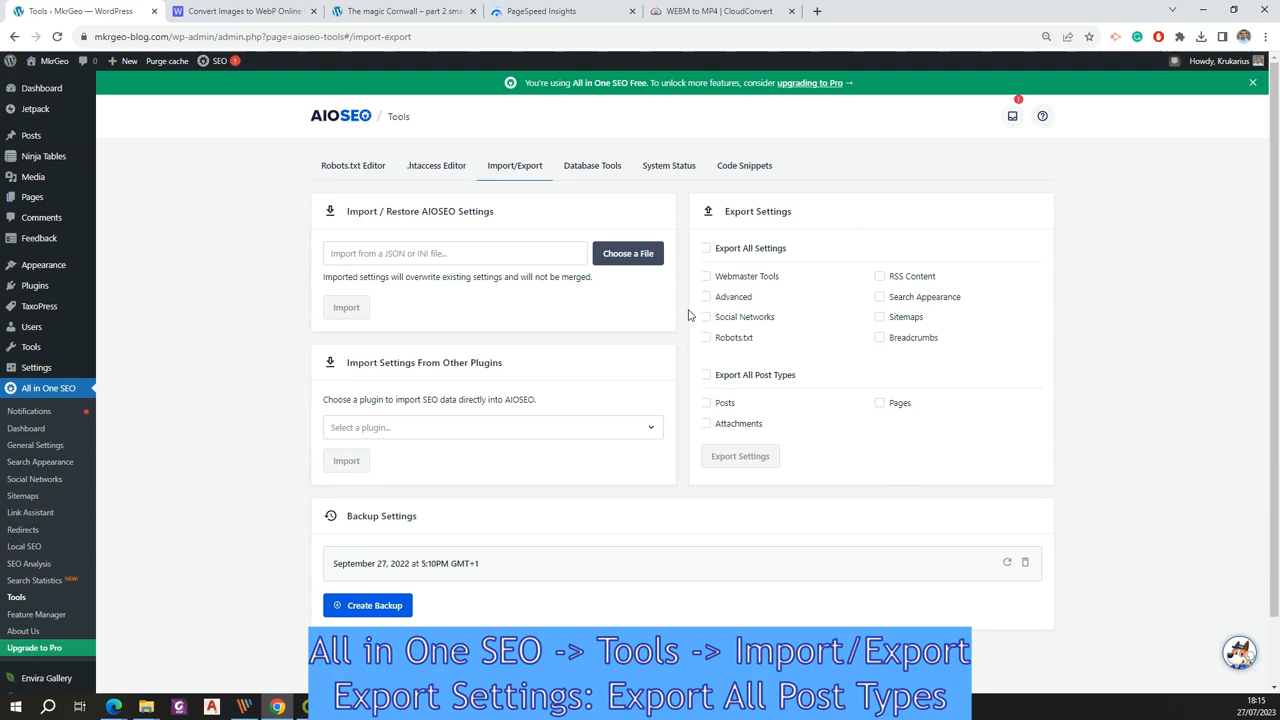 Tools ‹ MkrGeo — WordPress
Convert Images to WebP Online
The magic Cornwall – part 2 sma
PageSpeed Insights
WEBM to MP4 | CloudConvert
mkrgeo-blog.com/wp-admin/admin.php?page=aioseo-tools#/import-export
MkrGeo
0
New
Purge cache
SEO
Howdy, Krukarius
Dashboard
Jetpack
Posts
Ninja Tables
Media
Pages
Comments
Feedback
Appearance
Plugins
TaxoPress
Users
Tools
Settings
All in One SEO
Notifications
Dashboard
General Settings
Search Appearance
Social Networks
Sitemaps
Link Assistant
Redirects
Local SEO
SEO Analysis
Search Statistics NEW!
Tools
Feature Manager
About Us
Upgrade to Pro
Envira Gallery
You're using All in One SEO Free. To unlock more features, consider upgrading to Pro →
AIOSEO / Tools
Robots.txt Editor
.htaccess Editor
Import/Export
Database Tools
System Status
Code Snippets
Import / Restore AIOSEO Settings
Import from a JSON or INI file...
Choose a File
Imported settings will overwrite existing settings and will not be merged.
Import
Import Settings From Other Plugins
Choose a plugin to import SEO data directly into AIOSEO.
Select a plugin...
Import
Export Settings
Export All Settings
Webmaster Tools
RSS Content
Advanced
Search Appearance
Social Networks
Sitemaps
Robots.txt
Breadcrumbs
Export All Post Types
Posts
Pages
Attachments
Export Settings
Backup Settings
September 27, 2022 at 5:10PM GMT+1
Create Backup
All in One SEO -> Tools -> Import/Export
Export Settings: Export All Post Types
18:15
27/07/2023